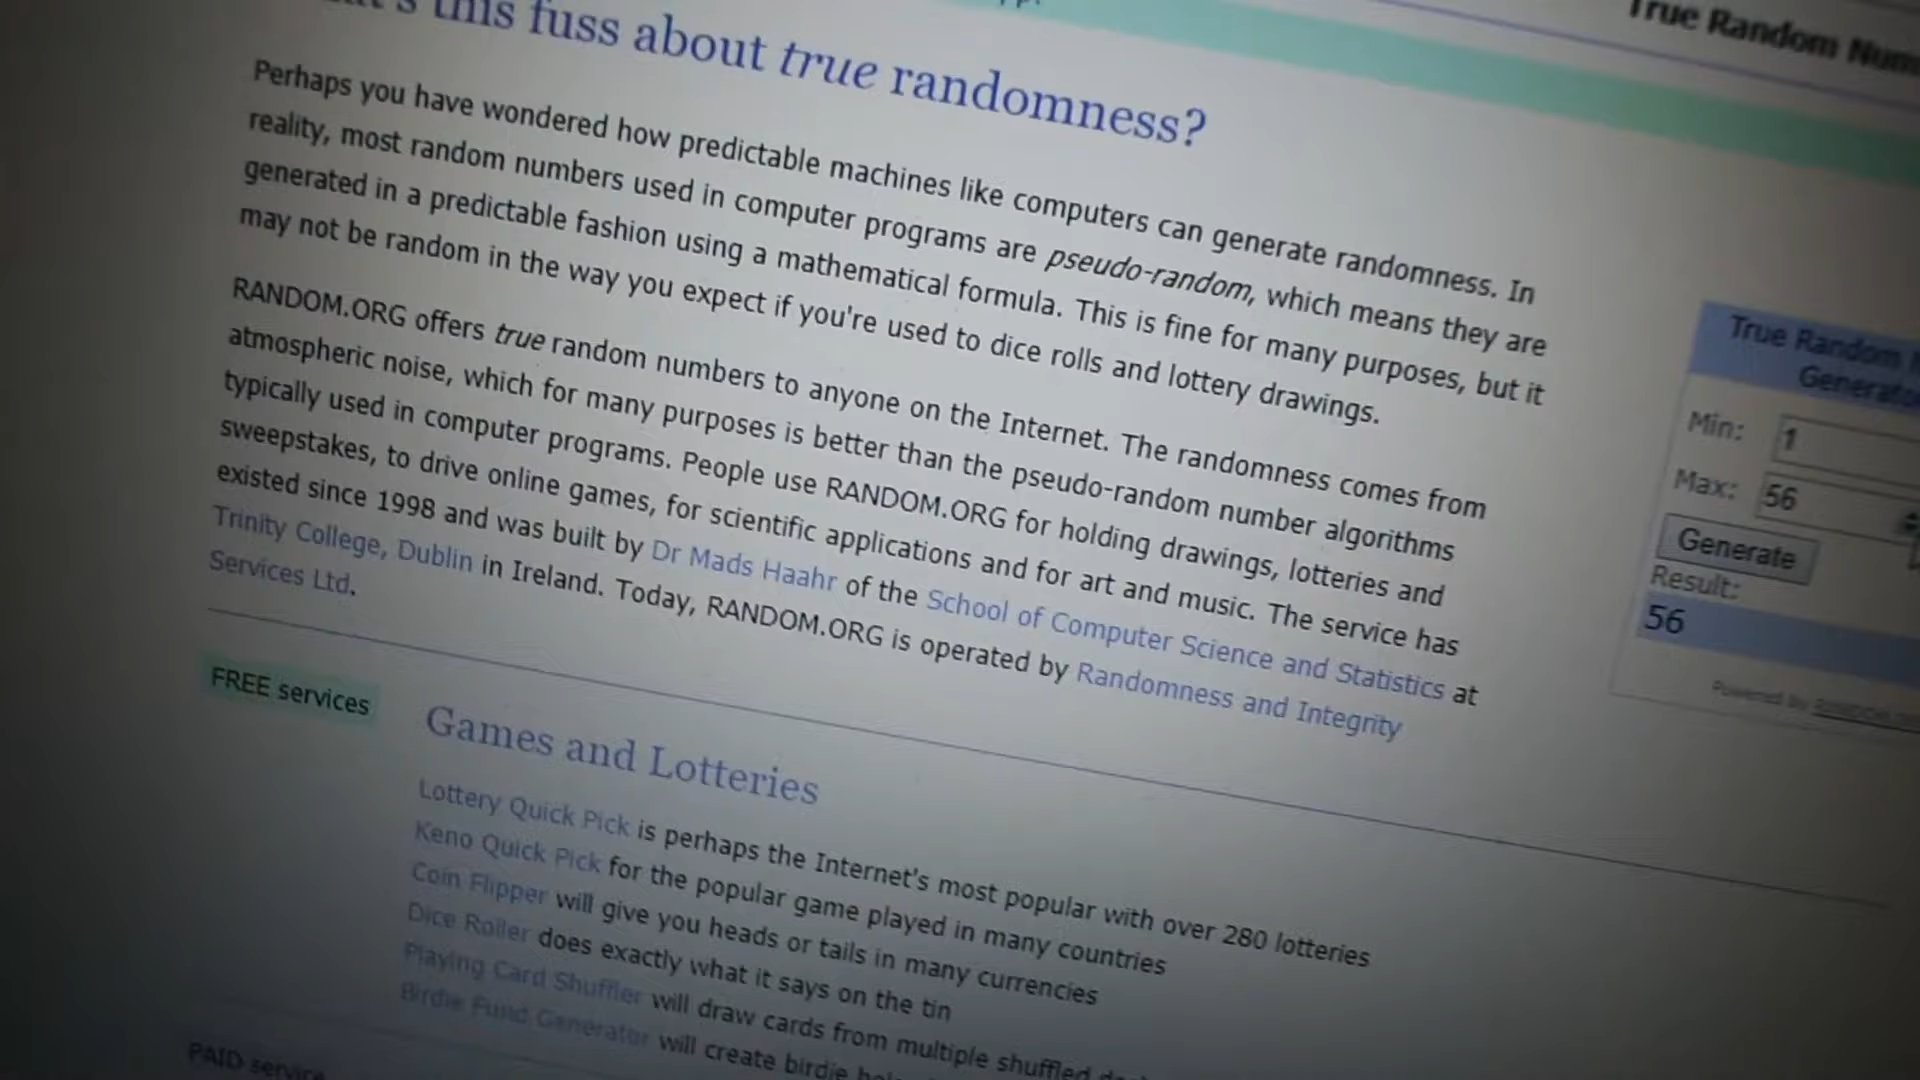 this fuss about true randomness?
Perhaps you have wondered how predictable machines like computers can generate randomness. In
reality, most random numbers used in computer programs are pseudo-random, which means they are
generated in a predictable fashion using a mathematical formula. This is fine for many purposes, but it
may not be random in the way you expect if you're used to dice rolls and lottery drawings.
RANDOM.ORG offers true random numbers to anyone on the Internet. The randomness comes from
atmospheric noise, which for many purposes is better than the pseudo-random number algorithms
typically used in computer programs. People use RANDOM.ORG for holding drawings, lotteries and
sweepstakes, to drive online games, for scientific applications and for art and music. The service has
existed since 1998 and was built by Dr Mads Haahr of the School of Computer Science and Statistics at
Trinity College, Dublin in Ireland. Today, RANDOM.ORG is operated by Randomness and Integrity
Services Ltd.
FREE services
Games and Lotteries
Lottery Quick Pick is perhaps the Internet's most popular with over 280 lotteries
Keno Quick Pick for the popular game played in many countries
Coin Flipper will give you heads or tails in many currencies
Dice Roller does exactly what it says on the tin
Playing Card Shuffler will draw cards from multiple shuffled
Birdie Fund Generator will create birdie
PAID service
True Random
True Random
Generator
Min: 1
Max: 56
Generate
Result:
56
Powered by